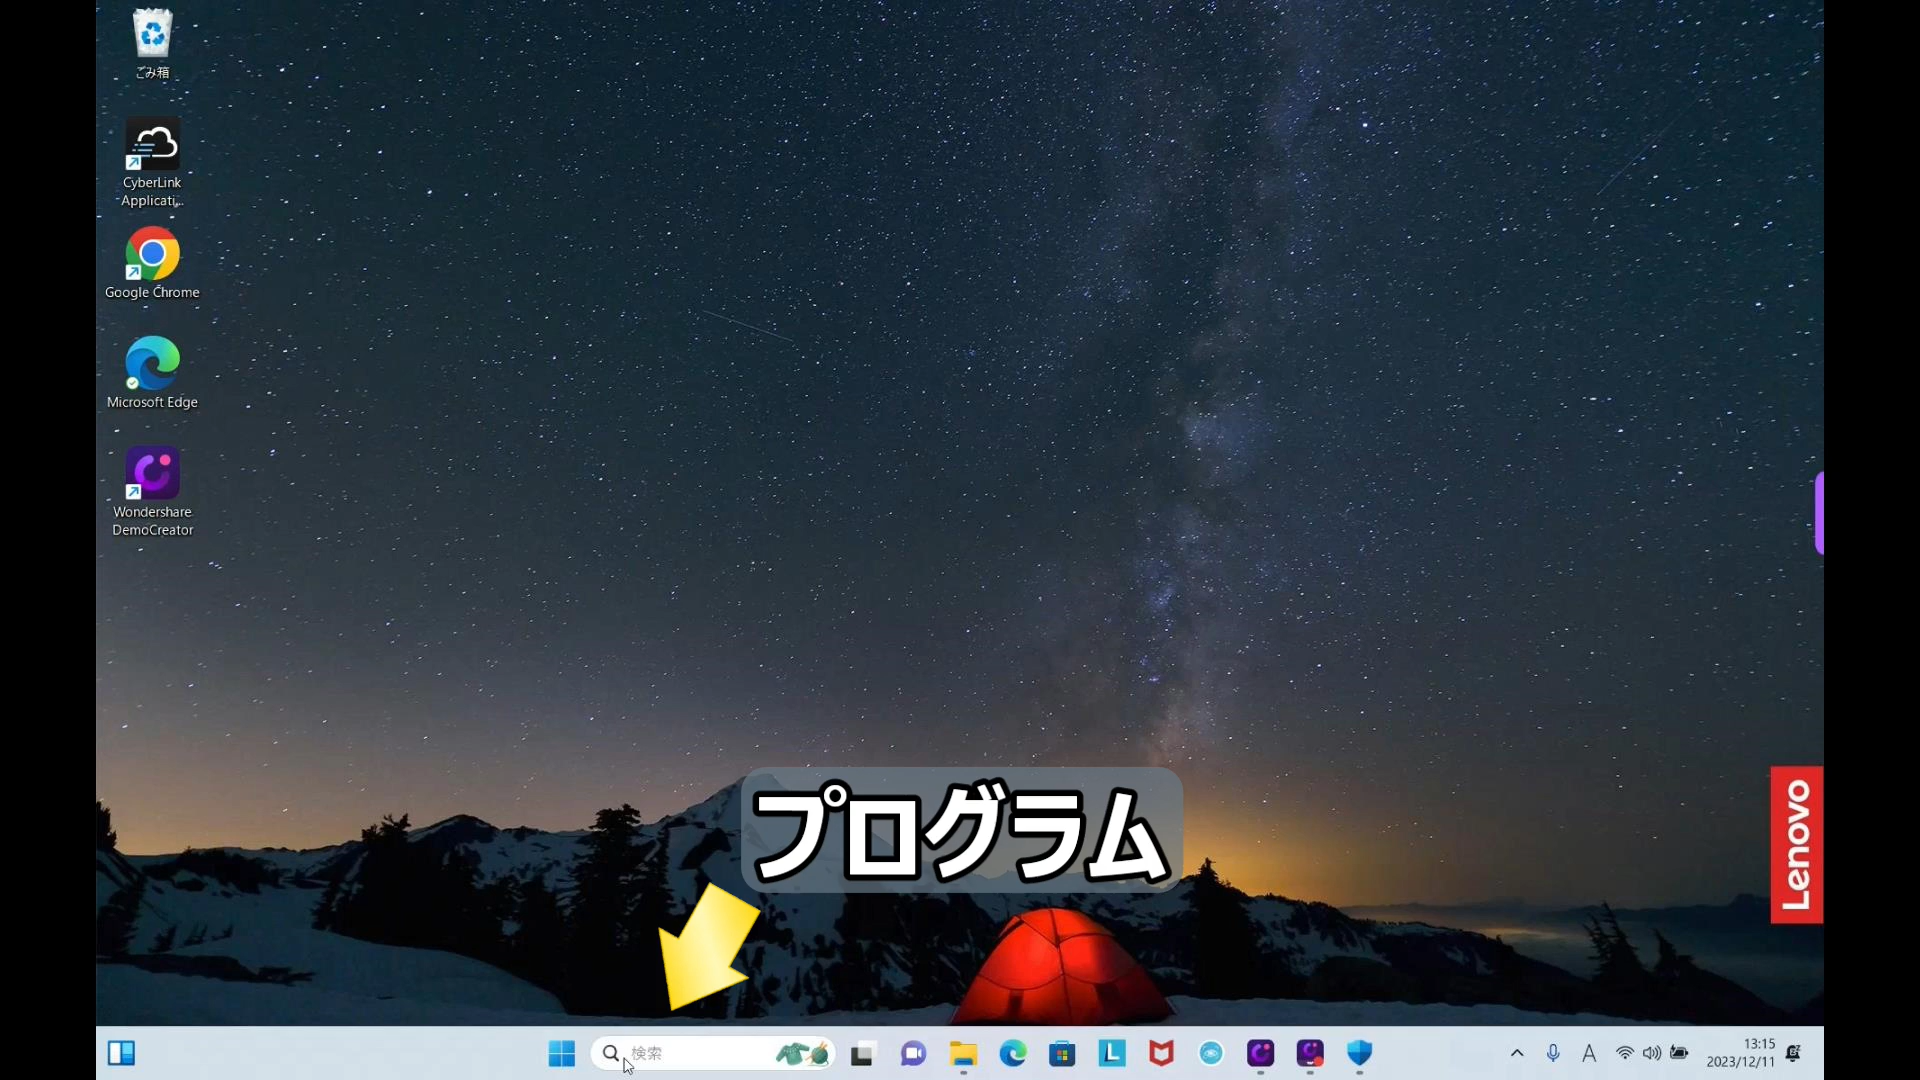 ごみ箱
CyberLink
Applicati...
Google Chrome
Microsoft Edge
Wondershare
DemoCreator
プログラム
Lenovo
検索
L
A
13:15
2023/12/11